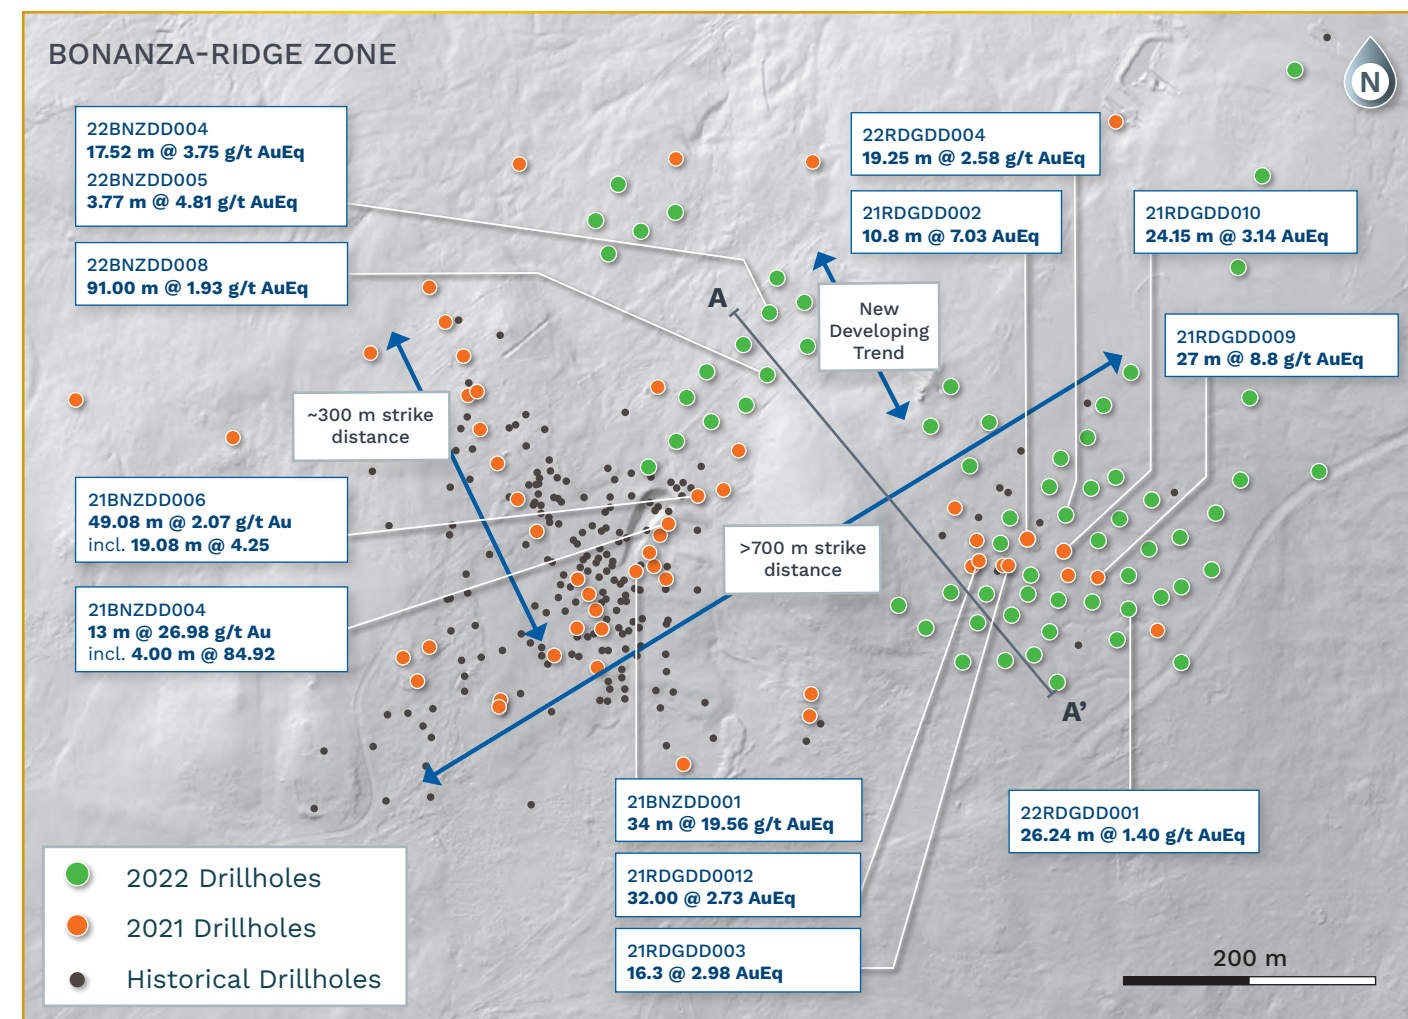 BONANZA-RIDGE ZONE
N
22BNZDD004
17.52 m @ 3.75 g/t AuEq
22BNZDD005
3.77 m @ 4.81 g/t AuEq
22BNZDD008
91.00 m @ 1.93 g/t AuEq
22RDGDD004
19.25 m @ 2.58 g/t AuEq
21RDGDD002
10.8 m @ 7.03 AuEq
21RDGDD010
24.15 m @ 3.14 AuEq
21RDGDD009
27 m @ 8.8 g/t AuEq
A
New
Developing
Trend
~300 m strike
distance
21BNZDD006
49.08 m @ 2.07 g/t Au
incl. 19.08 m @ 4.25
>700 m strike
distance
21BNZDD004
13 m @ 26.98 g/t Au
incl. 4.00 m @ 84.92
A'
21BNZDD001
34 m @ 19.56 g/t AuEq
21RDGDD0012
32.00 @ 2.73 AuEq
21RDGDD003
16.3 @ 2.98 AuEq
22RDGDD001
26.24 m @ 1.40 g/t AuEq
2022 Drillholes
2021 Drillholes
Historical Drillholes
200 m